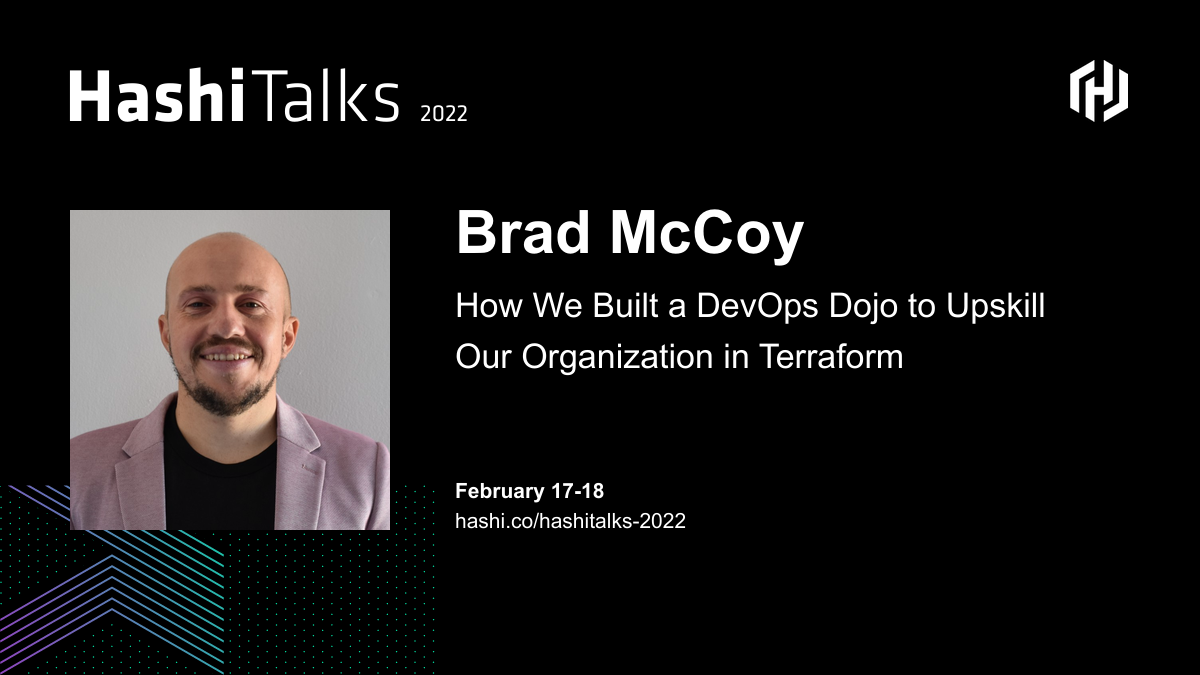 HashiTalks 2022
Brad McCoy
How We Built a DevOps Dojo to Upskill
Our Organization in Terraform
February 17-18
hashi.co/hashitalks-2022